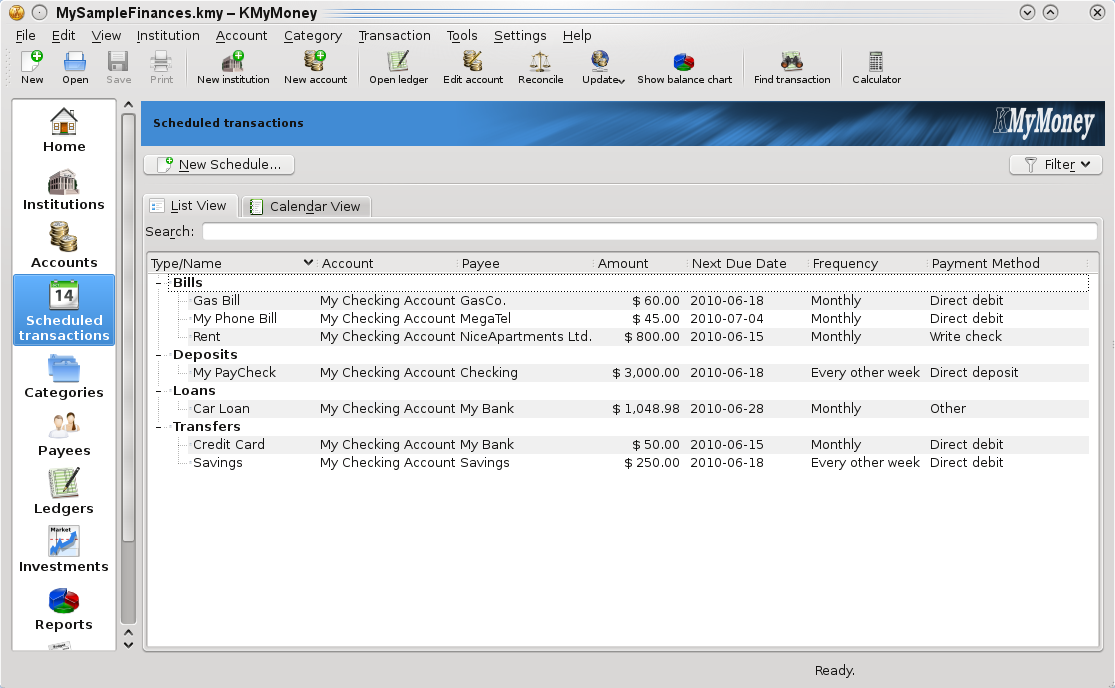 MySampleFinances.kmy – KMyMoney
File Edit View Institution Account Category Transaction Tools Settings Help
New Open Save Print New institution New account Open ledger Edit account Reconcile Update Show balance chart Find transaction Calculator
Home
Institutions
Accounts
14
Scheduled transactions
Categories
Payees
Ledgers
Market
Investments
Reports
Scheduled transactions
KMyMoney
New Schedule... Filter
List View Calendar View
Search:
Type/Name Account Payee Amount Next Due Date Frequency Payment Method
Bills
Gas Bill My Checking Account GasCo. $ 60.00 2010-06-18 Monthly Direct debit
My Phone Bill My Checking Account MegaTel $ 45.00 2010-07-04 Monthly Direct debit
Rent My Checking Account NiceApartments Ltd. $ 800.00 2010-06-15 Monthly Write check
Deposits
My PayCheck My Checking Account Checking $ 3,000.00 2010-06-18 Every other week Direct deposit
Loans
Car Loan My Checking Account My Bank $ 1,048.98 2010-06-28 Monthly Other
Transfers
Credit Card My Checking Account My Bank $ 50.00 2010-06-15 Monthly Direct debit
Savings My Checking Account Savings $ 250.00 2010-06-18 Every other week Direct debit
Ready.